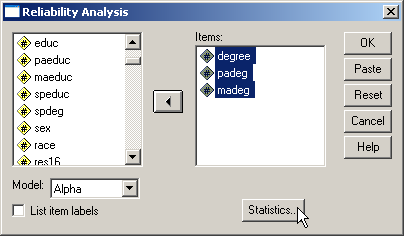 Reliability Analysis
educ
paeduc
maeduc
speduc
spdeg
sex
race
res16
Items:
degree
padeg
madeg
OK
Paste
Reset
Cancel
Help
Model:
Alpha
List item labels
Statistics...